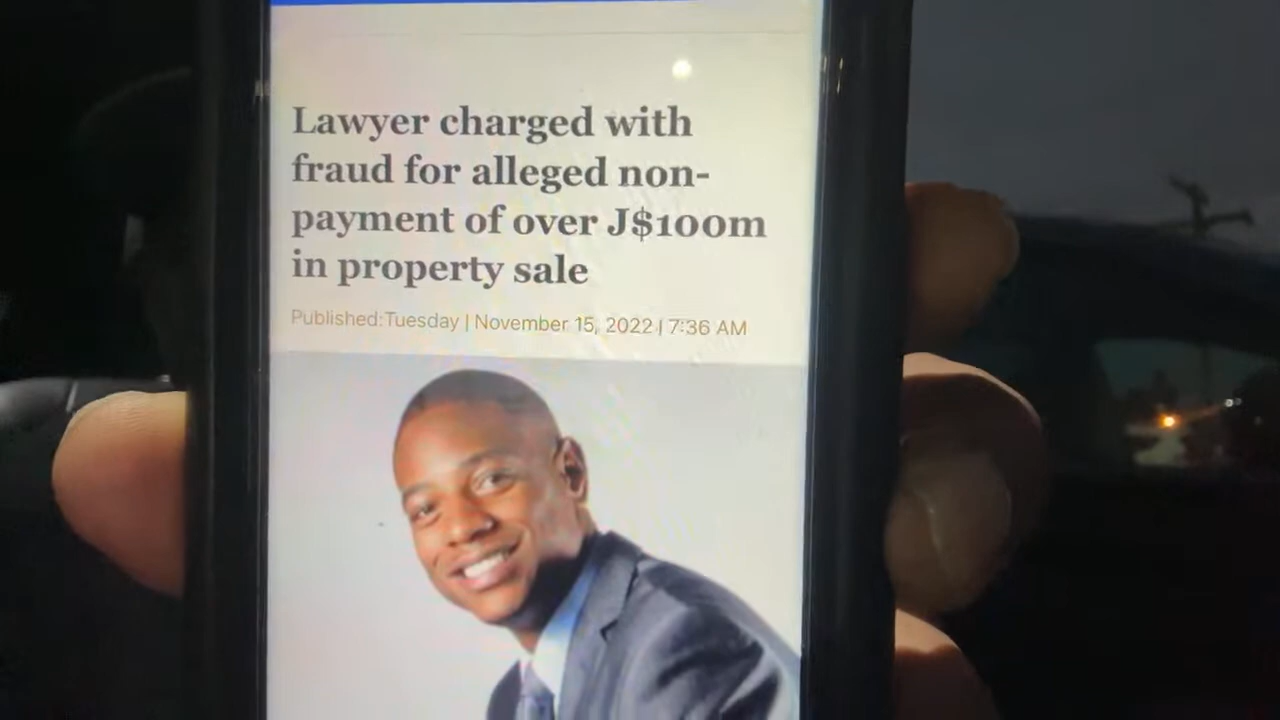 Lawyer charged with
fraud for alleged non-
payment of over J$100m
in property sale
Published:Tuesday | November 15, 2022 | 7:36 AM